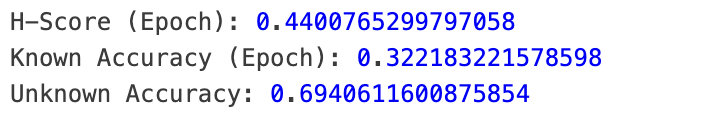 H-Score (Epoch): 0.4400765299797058
Known Accuracy (Epoch): 0.322183221578598
Unknown Accuracy: 0.6940611600875854